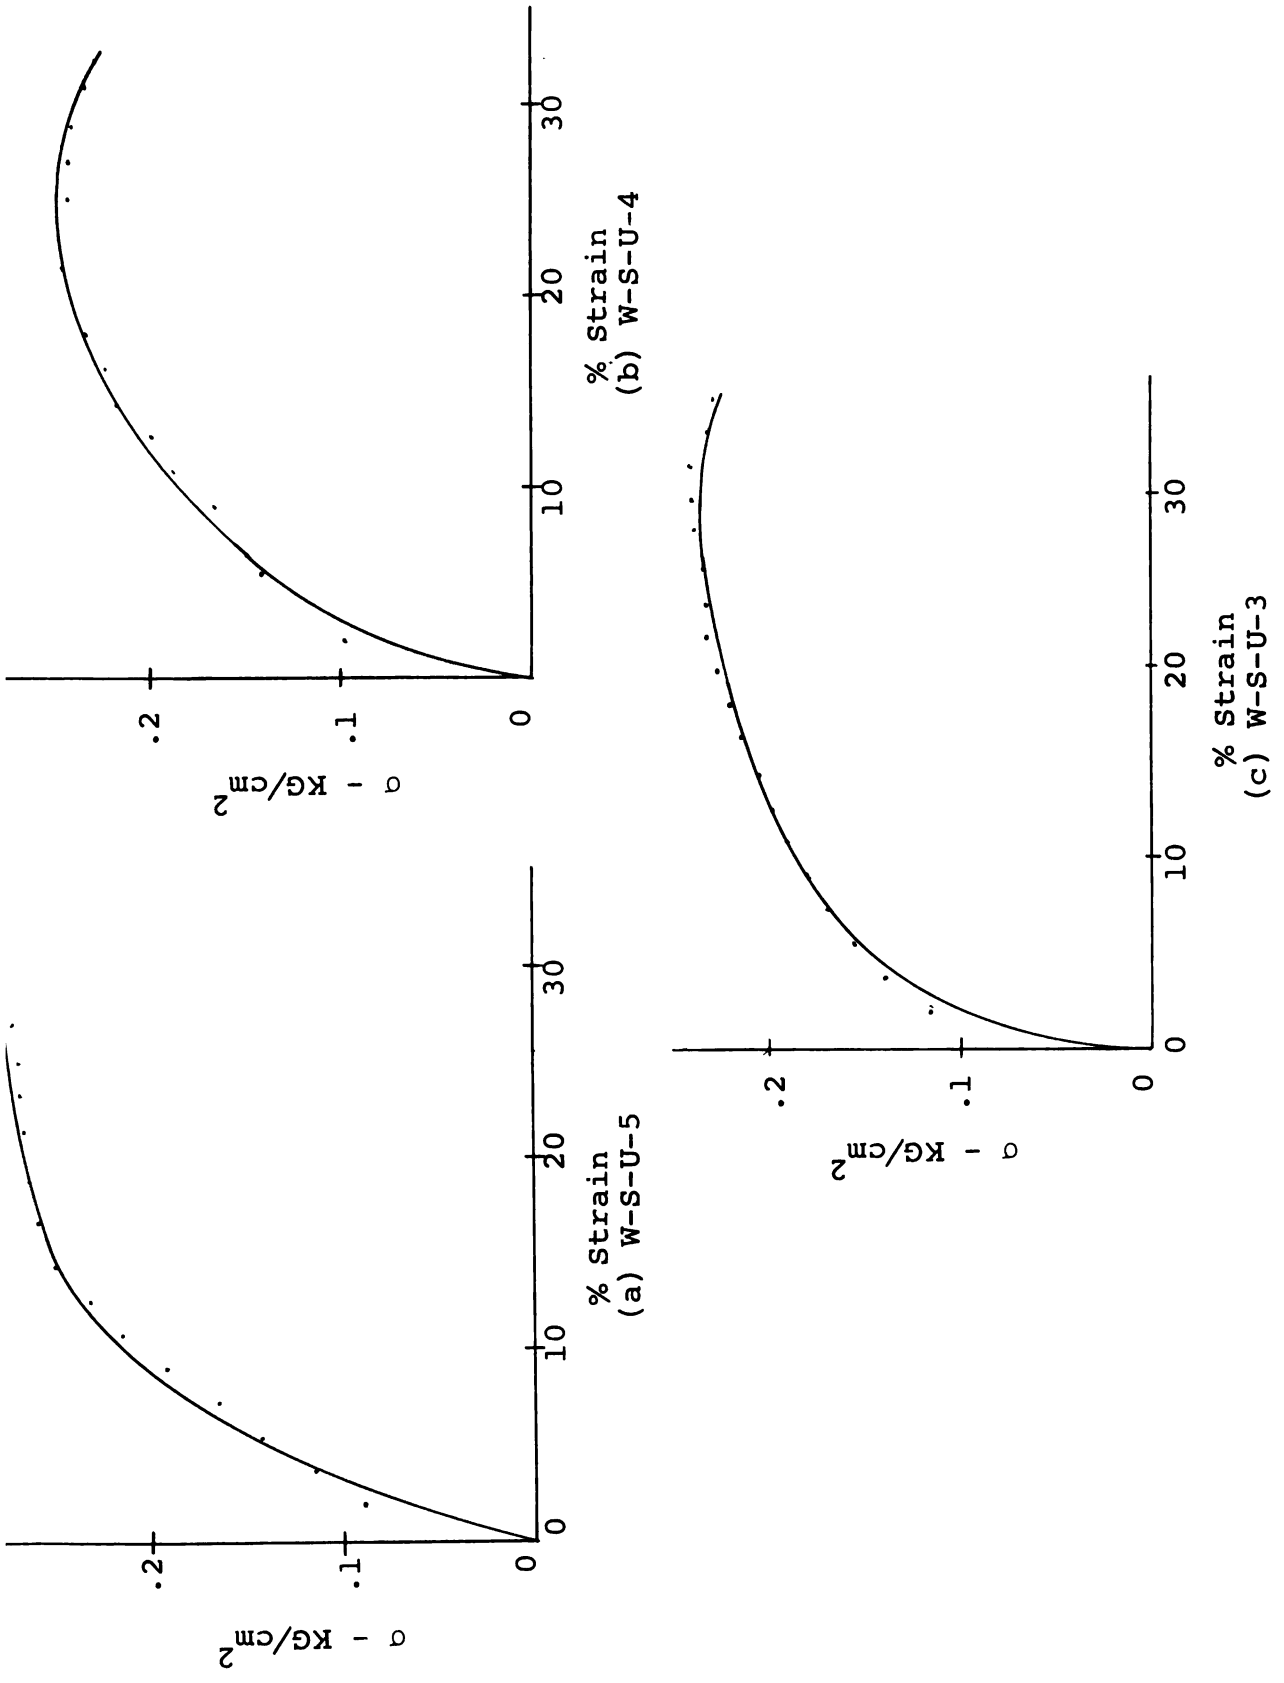 σ - KG/cm²
.2
.1
0
0
10
20
30
% Strain
(a) W-S-U-5
σ - KG/cm²
.2
.1
0
10
20
30
% Strain
(b) W-S-U-4
σ - KG/cm²
.2
.1
0
0
10
20
30
% Strain
(c) W-S-U-3